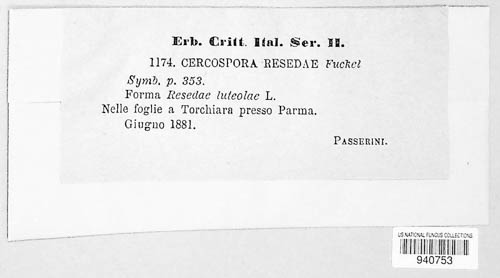 Erb. Critt. Ital. Ser. II.
1174. CERCOSPORA RESEDAE Fuckel
Symb. p. 353.
Forma Resedae luteolae L.
Nelle foglie a Torchiara presso Parma.
Giugno 1881.
PASSERINI.
US NATIONAL FUNGUS COLLECTIONS
940753